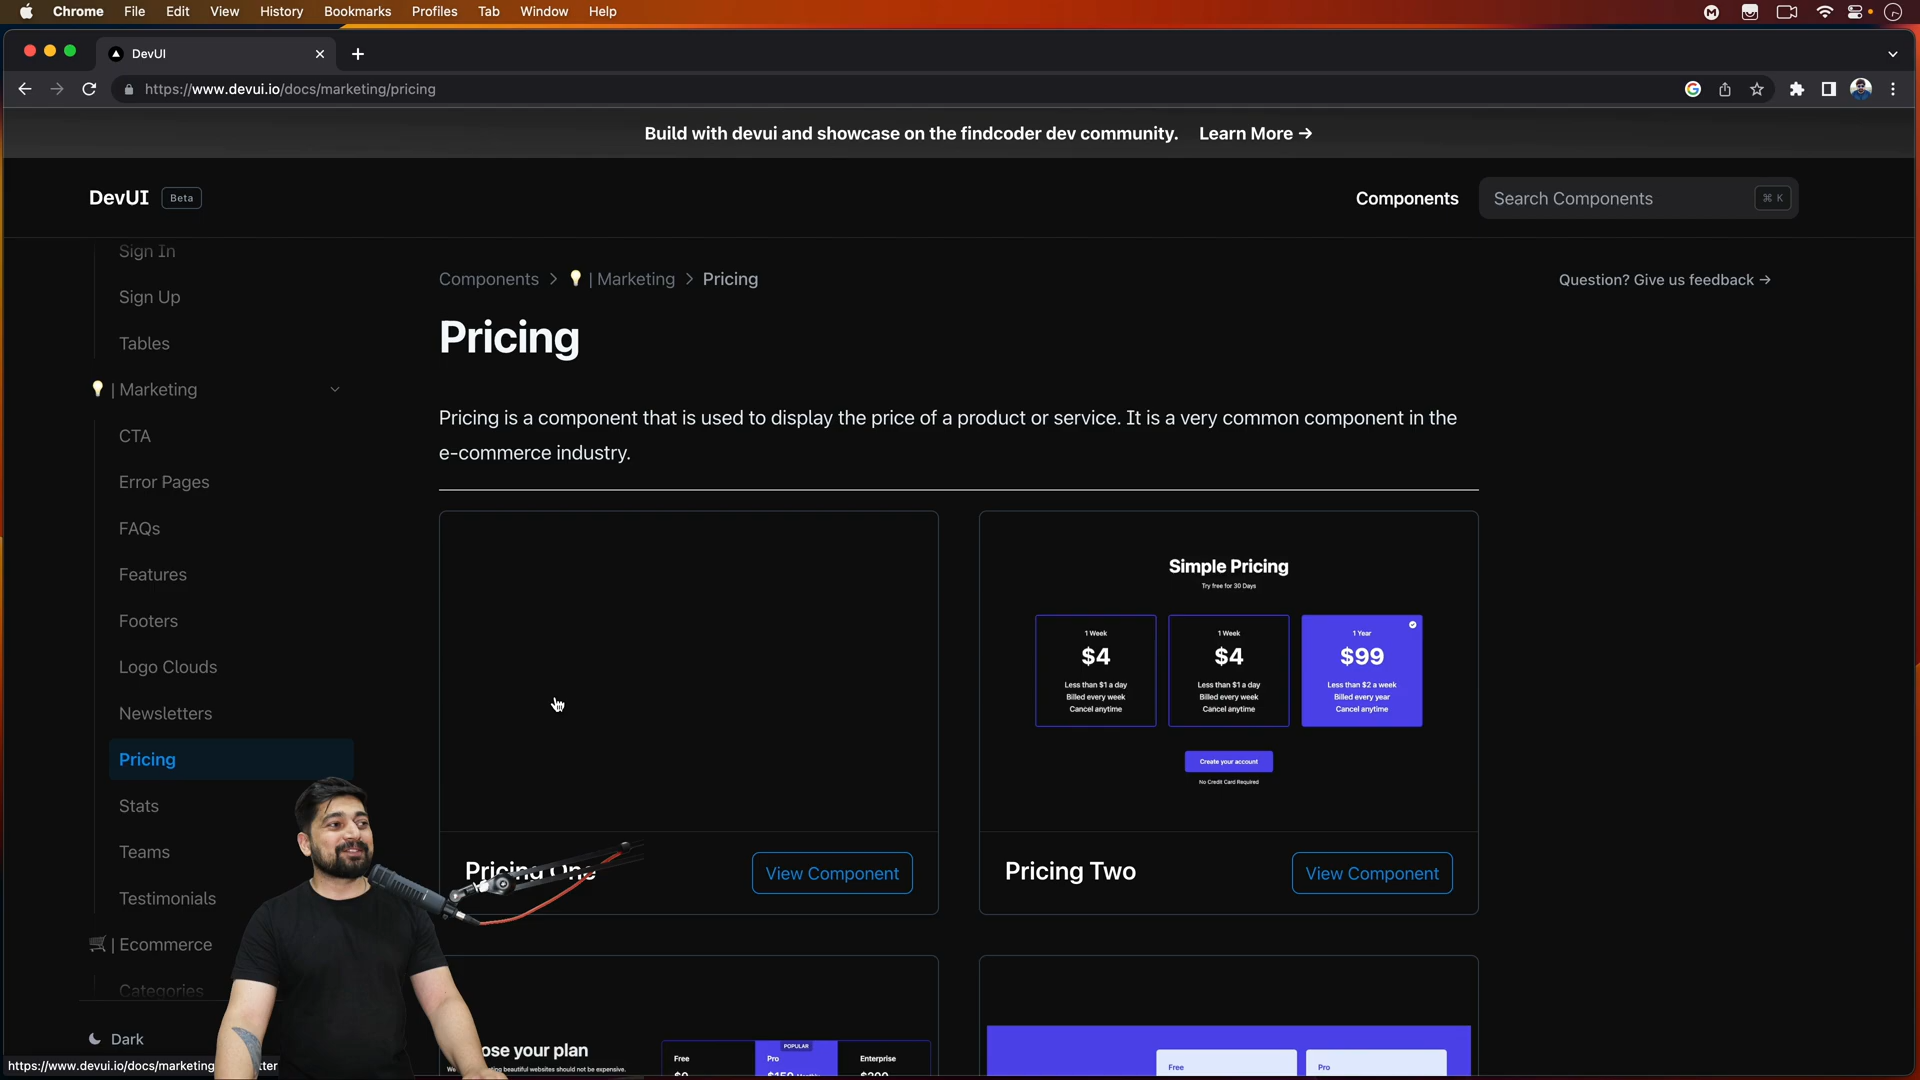 Chrome File Edit View History Bookmarks Profiles Tab Window Help
DevUI
https://www.devui.io/docs/marketing/pricing
Build with devui and showcase on the findcoder dev community. Learn More →
DevUI Beta
Components
Search Components ⌘ K
Sign In
Sign Up
Tables
| Marketing
CTA
Error Pages
FAQs
Features
Footers
Logo Clouds
Newsletters
Pricing
Stats
Teams
Testimonials
| Ecommerce
Categories
Dark
https://www.devui.io/docs/marketing
Components > | Marketing > Pricing
Question? Give us feedback →
Pricing
Pricing is a component that is used to display the price of a product or service. It is a very common component in the
e-commerce industry.
Pricing One
View Component
Simple Pricing
Try free for 30 Days
1 Week
$4
Less than $1 a day
Billed every week
Cancel anytime
1 Week
$4
Less than $1 a day
Billed every week
Cancel anytime
1 Year
$99
Less than $2 a week
Billed every year
Cancel anytime
Create your account
No Credit Card Required
Pricing Two
View Component
your plan
beautiful websites should not be expensive.
Free
POPULAR
Pro
Enterprise
Free
Pro